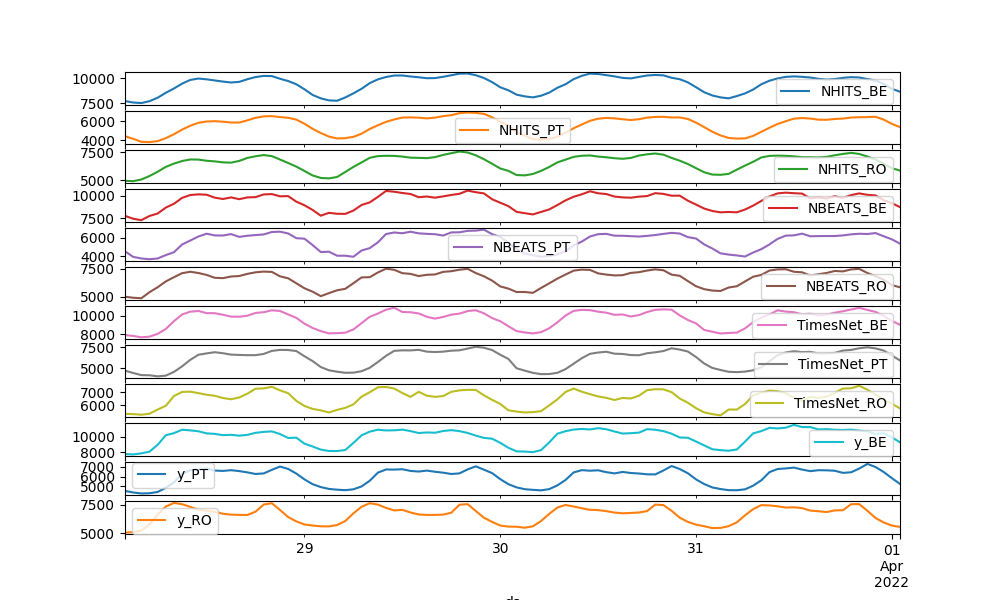 10000
7500
NHITS_BE
6000
4000
NHITS_PT
7500
5000
NHITS_RO
10000
7500
NBEATS_BE
6000
4000
NBEATS_PT
7500
5000
NBEATS_RO
10000
8000
TimesNet_BE
7500
5000
TimesNet_PT
7000
6000
TimesNet_RO
10000
8000
y_BE
7000
6000
5000
y_PT
7500
5000
y_RO
29 30 31 01
Apr
2022